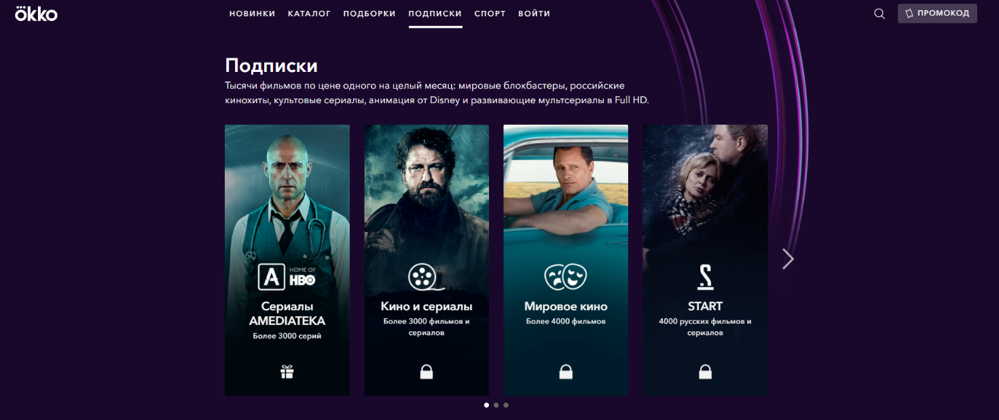 ökko
НОВИНКИ КАТАЛОГ ПОДБОРКИ ПОДПИСКИ СПОРТ ВОЙТИ
ПРОМОКОД
Подписки
Тысячи фильмов по цене одного на целый месяц: мировые блокбастеры, российские
кинохиты, культовые сериалы, анимация от Disney и развивающие мультсериалы в Full HD.
A HOME OF
HBO
Сериалы
AMEDIATEKA
Более 3000 серий
Кино и сериалы
Более 3000 фильмов и
сериалов
Мировое кино
Более 4000 фильмов
START
4000 русских фильмов и
сериалов